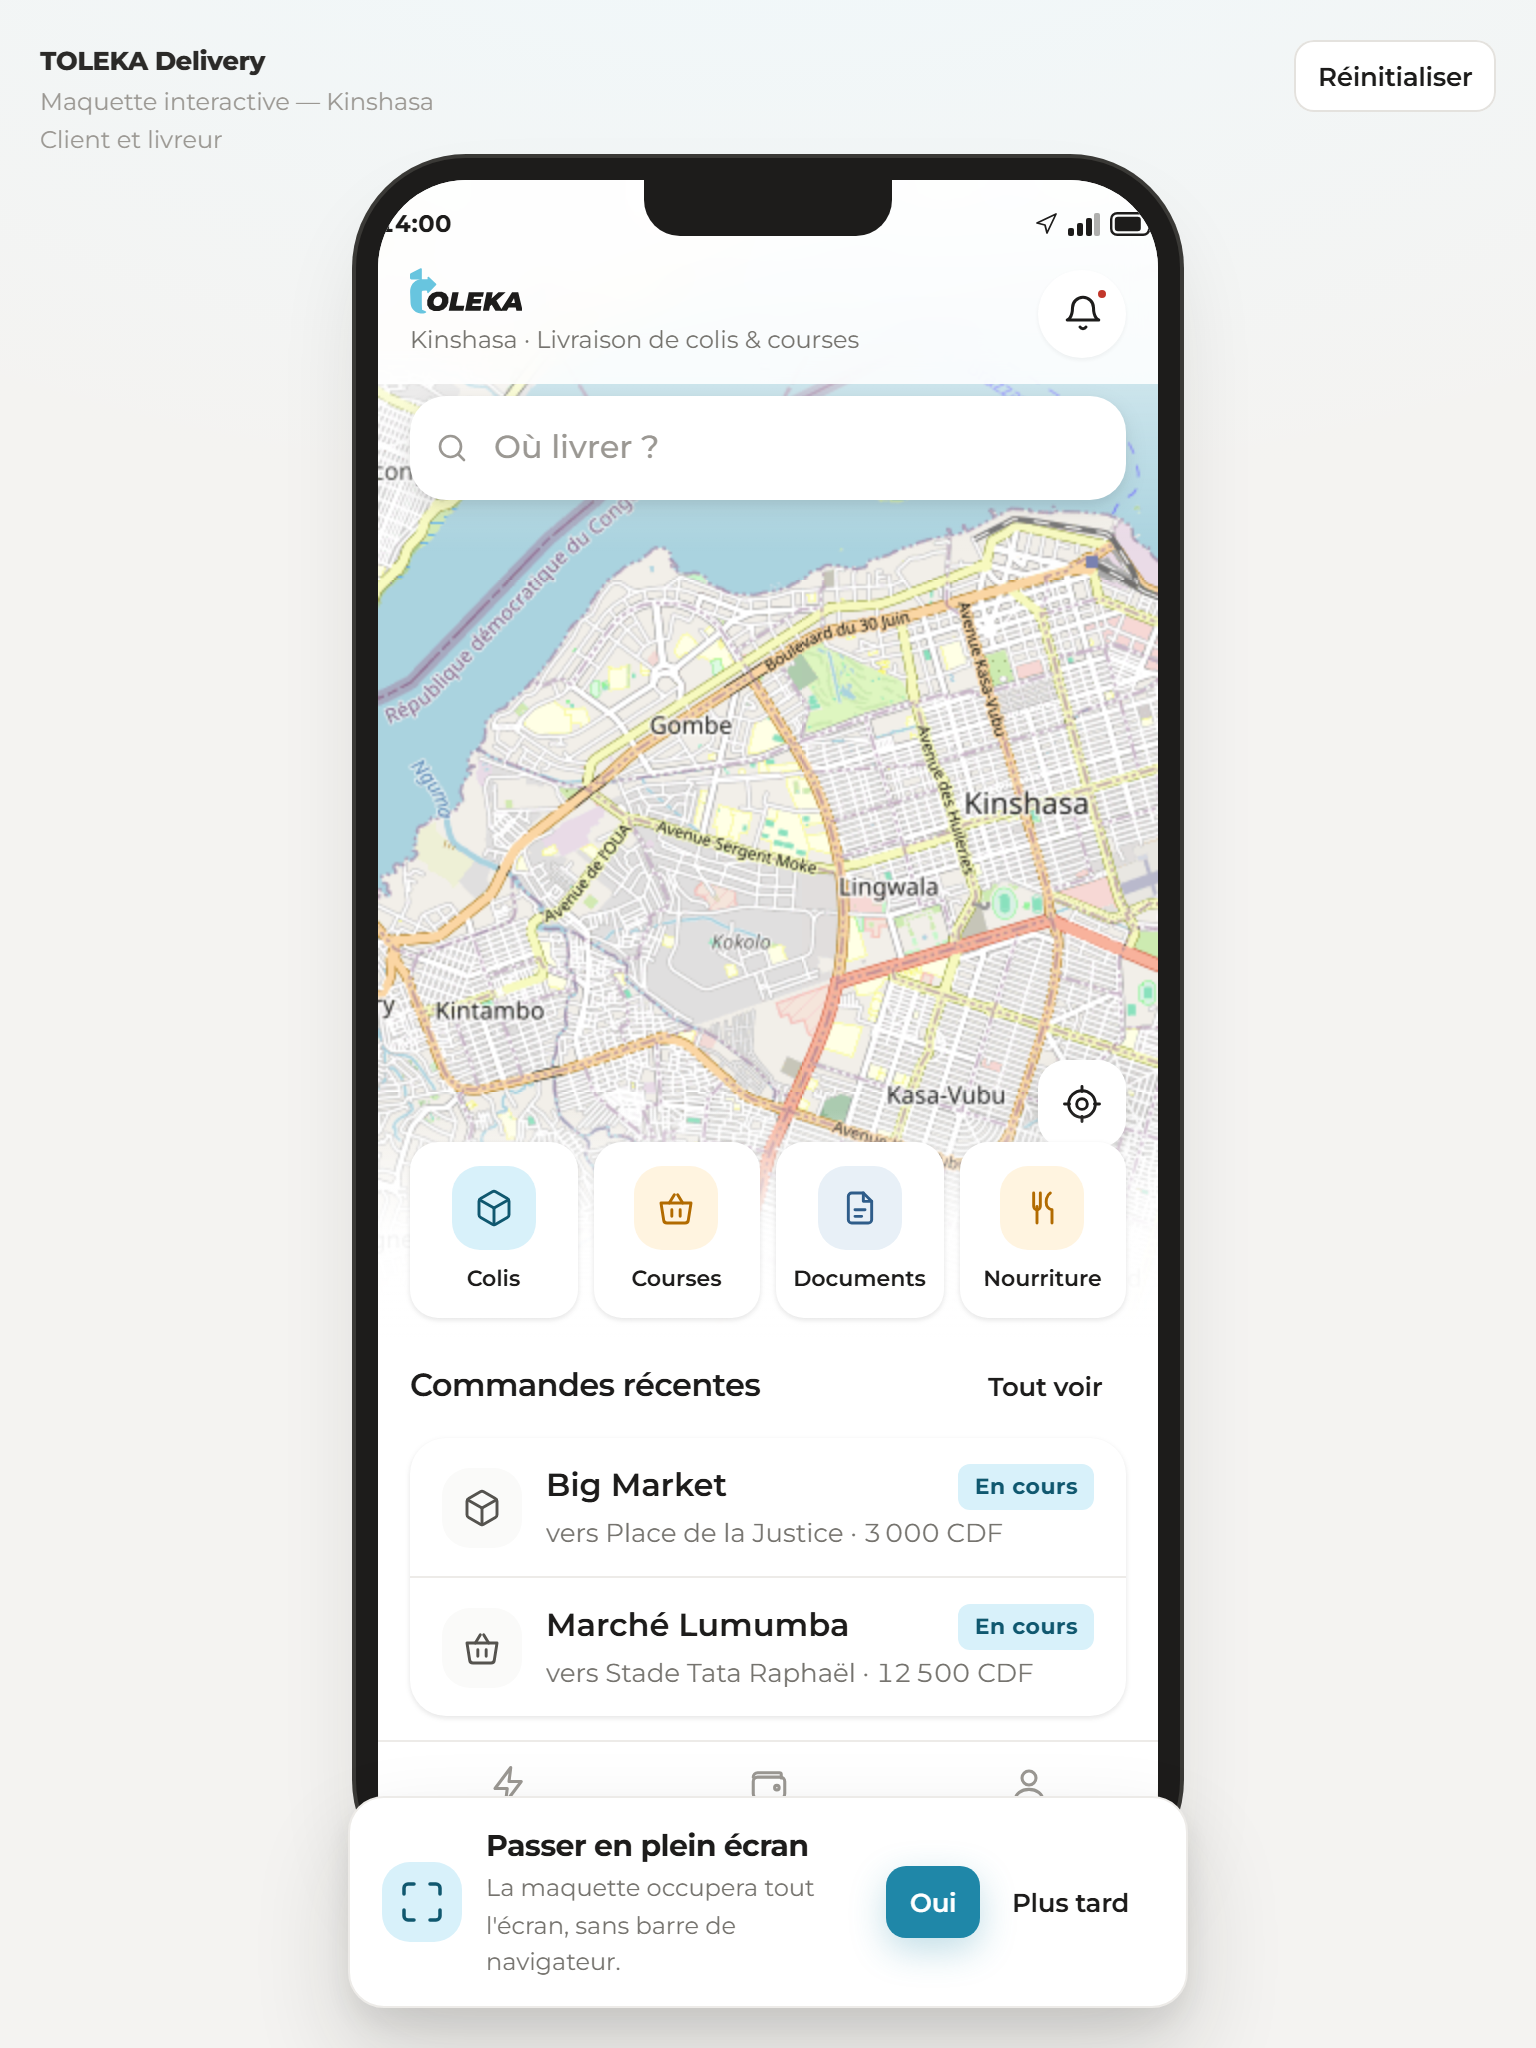 TOLEKA Delivery
Maquette interactive — Kinshasa
Client et livreur
Réinitialiser
4:00
tOLEKA
Kinshasa · Livraison de colis & courses
Où livrer ?
République démocratique du Cong
Boulevard du 30 Juin
Avenue Kasa-Vubu
Gombe
Nguma
Avenue des Huileries
Kinshasa
Avenue Sergent Moke
Avenue de l'OUA
Lingwala
Kokolo
Kintambo
Kasa-Vubu
Avenue
Colis
Courses
Documents
Nourriture
Commandes récentes
Tout voir
Big Market
En cours
vers Place de la Justice · 3 000 CDF
Marché Lumumba
En cours
vers Stade Tata Raphaël · 12 500 CDF
Passer en plein écran
La maquette occupera tout
l'écran, sans barre de
navigateur.
Oui
Plus tard